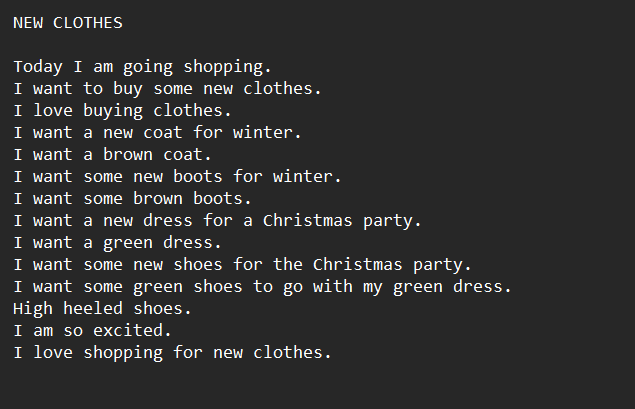 NEW CLOTHES
Today I am going shopping.
I want to buy some new clothes.
I love buying clothes.
I want a new coat for winter.
I want a brown coat.
I want some new boots for winter.
I want some brown boots.
I want a new dress for a Christmas party.
I want a green dress.
I want some new shoes for the Christmas party.
I want some green shoes to go with my green dress.
High heeled shoes.
I am so excited.
I love shopping for new clothes.